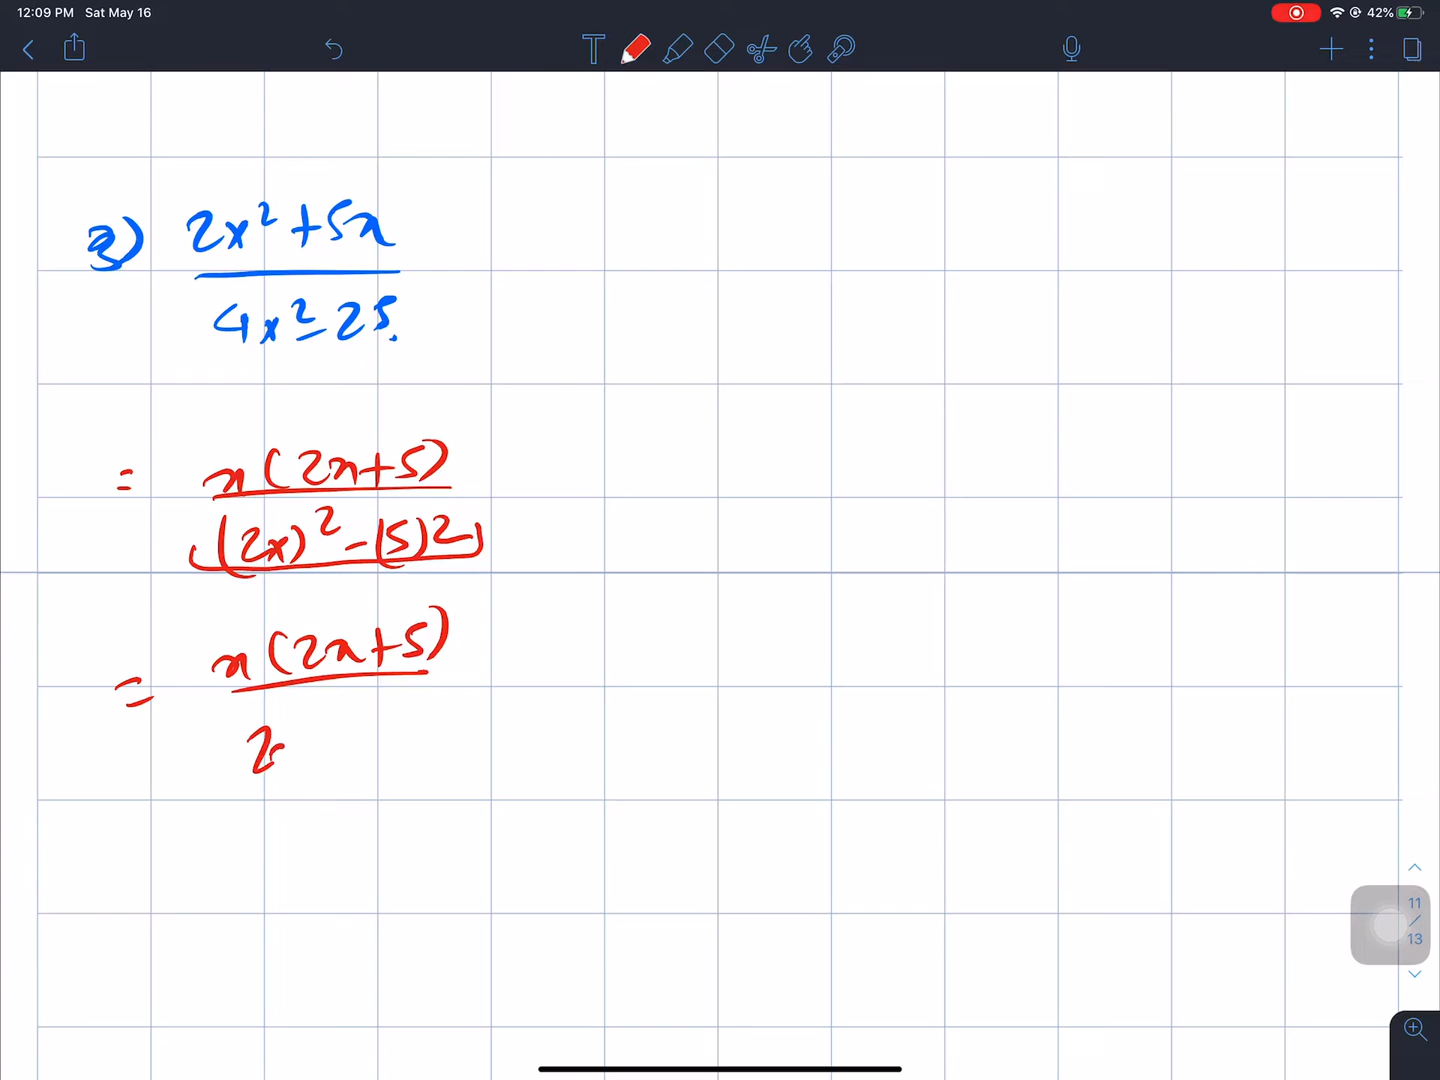 12:09 PM Sat May 16
42%
T
3) 2x² + 5x
4x² - 25.
= x(2x+5)
(2x)² - (5)²
= x(2x+5)
2
11
13